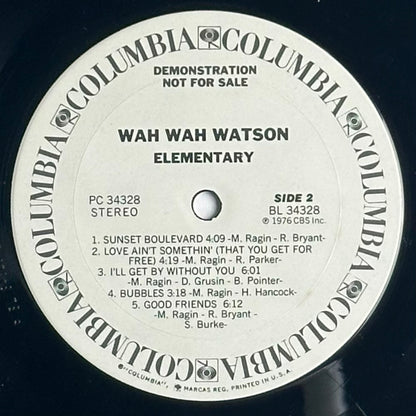 COLUMBIA COLUMBIA COLUMBIA COLUMBIA COLUMBIA COLUMBIA
DEMONSTRATION
NOT FOR SALE
WAH WAH WATSON
ELEMENTARY
PC 34328
STEREO
SIDE 2
BL 34328
℗ 1976 CBS Inc.
1. SUNSET BOULEVARD 4:09 -M. Ragin - R. Bryant-
2. LOVE AIN'T SOMETHIN' (THAT YOU GET FOR
FREE) 4:19 -M. Ragin - R. Parker-
3. I'LL GET BY WITHOUT YOU 6:01
-M. Ragin - D. Grusin - B. Pointer-
4. BUBBLES 3:18 -M. Ragin - H. Hancock-
5. GOOD FRIENDS 6:12
-M. Ragin - R. Bryant -
S. Burke-
"COLUMBIA", MARCAS REG. PRINTED IN U.S.A.